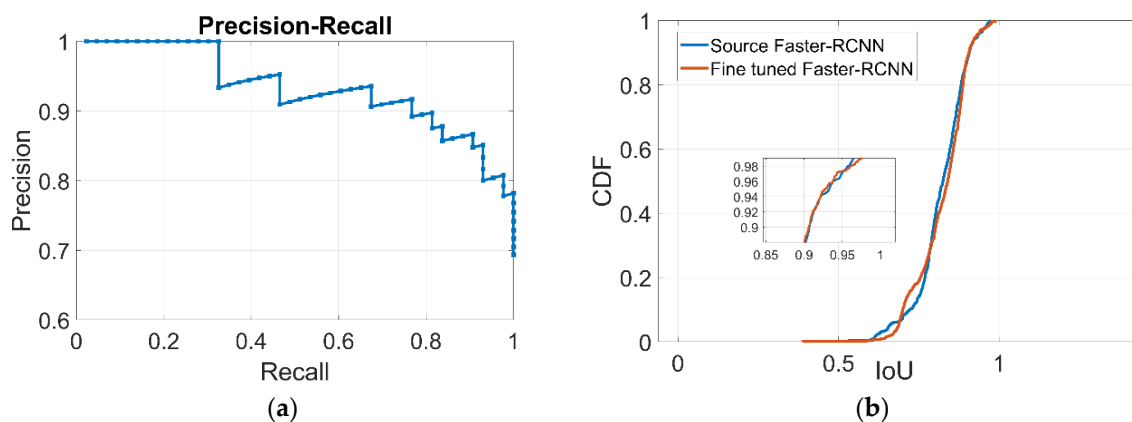 Precision-Recall
1
0.9
0.8
0.7
0.6
Precision
0 0.2 0.4 0.6 0.8 1
Recall
(a)
Source Faster-RCNN
Fine tuned Faster-RCNN
1
0.8
0.6
0.4
0.2
0
CDF
0.98
0.96
0.94
0.92
0.9
0.85 0.9 0.95 1
0 0.5 1
IoU
(b)